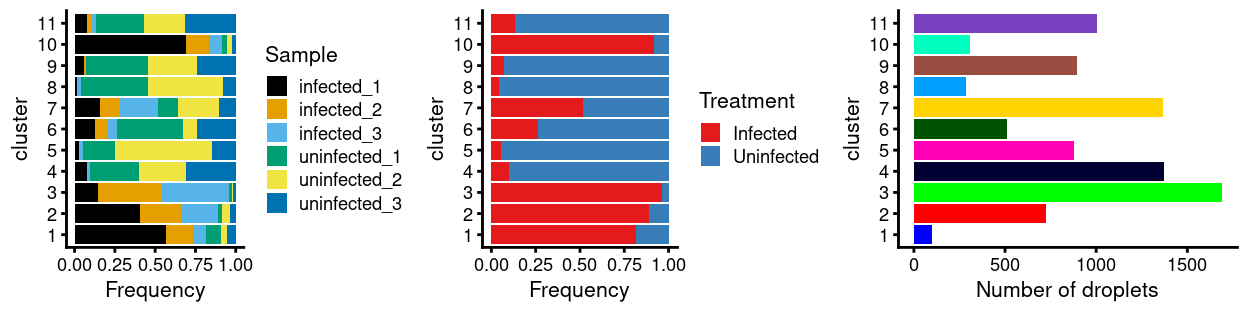 cluster
11
10
9
8
7
6
5
4
3
2
1
0.00 0.25 0.50 0.75 1.00
Frequency
Sample
infected_1
infected_2
infected_3
uninfected_1
uninfected_2
uninfected_3
cluster
11
10
9
8
7
6
5
4
3
2
1
0.00 0.25 0.50 0.75 1.00
Frequency
Treatment
Infected
Uninfected
cluster
11
10
9
8
7
6
5
4
3
2
1
0 500 1000 1500
Number of droplets